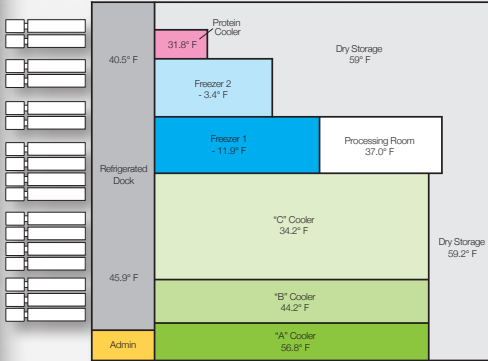 Protein
Cooler
31.8° F
40.5° F
Dry Storage
59° F
Freezer 2
- 3.4° F
Freezer 1
- 11.9° F
Processing Room
37.0° F
Refrigerated
Dock
"C" Cooler
34.2° F
Dry Storage
59.2° F
45.9° F
"B" Cooler
44.2° F
Admin
"A" Cooler
56.8° F